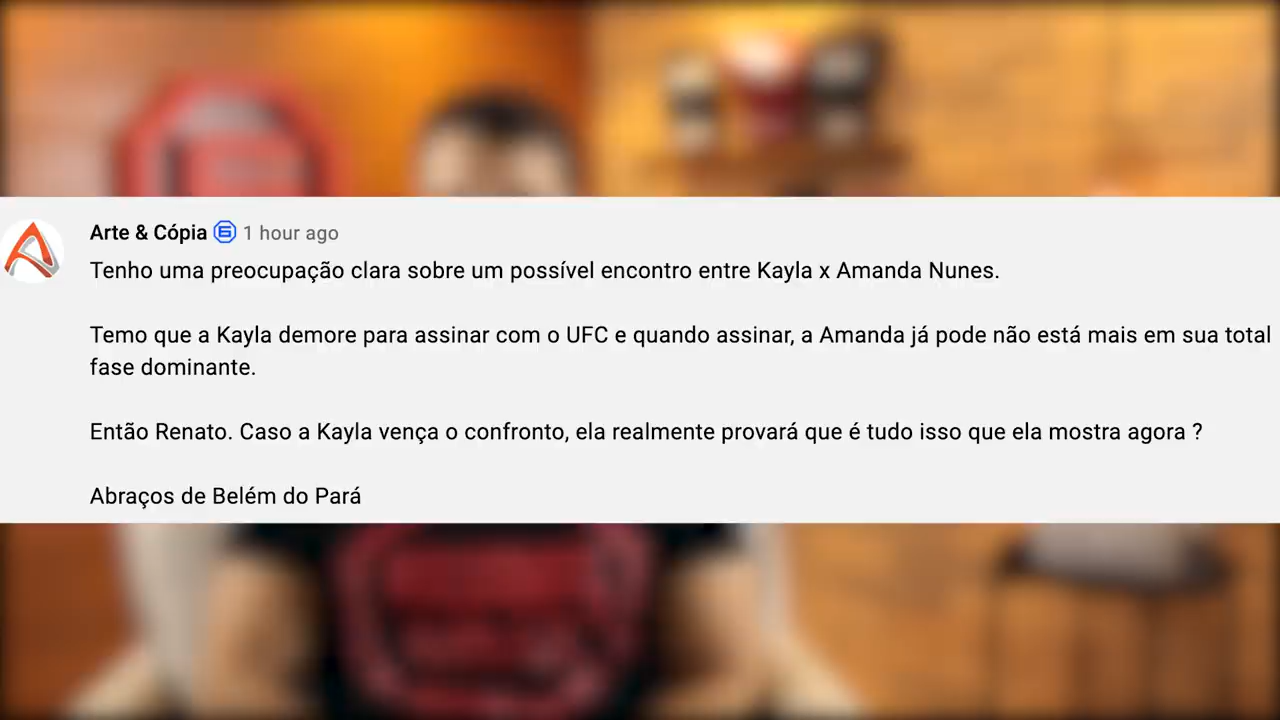 Arte & Cópia 1 hour ago
Tenho uma preocupação clara sobre um possível encontro entre Kayla x Amanda Nunes.
Temo que a Kayla demore para assinar com o UFC e quando assinar, a Amanda já pode não está mais em sua total
fase dominante.
Então Renato. Caso a Kayla vença o confronto, ela realmente provará que é tudo isso que ela mostra agora ?
Abraços de Belém do Pará